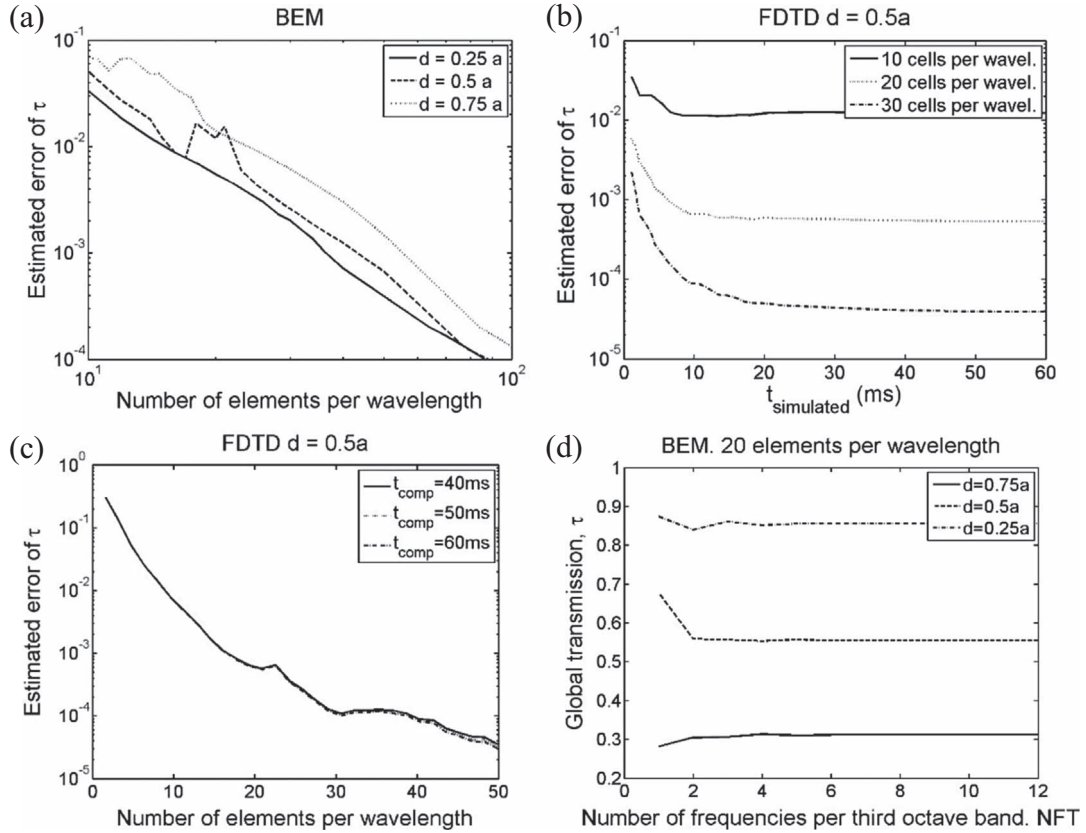 (a)
BEM
Estimated error of τ
10^-1
10^-2
10^-3
10^-4
10^1
10^2
Number of elements per wavelength
d = 0.25 a
d = 0.5 a
d = 0.75 a
(b)
FDTD d = 0.5a
Estimated error of τ
10^-1
10^-2
10^-3
10^-4
10^-5
0 10 20 30 40 50 60
t_simulated (ms)
10 cells per wavel.
20 cells per wavel.
30 cells per wavel.
(c)
FDTD d = 0.5a
Estimated error of τ
10^0
10^-1
10^-2
10^-3
10^-4
10^-5
0 10 20 30 40 50
Number of elements per wavelength
t_comp=40ms
t_comp=50ms
t_comp=60ms
(d)
BEM. 20 elements per wavelength
Global transmission, τ
1
0.9
0.8
0.7
0.6
0.5
0.4
0.3
0.2
0 2 4 6 8 10 12
Number of frequencies per third octave band. NFT
d=0.75a
d=0.5a
d=0.25a